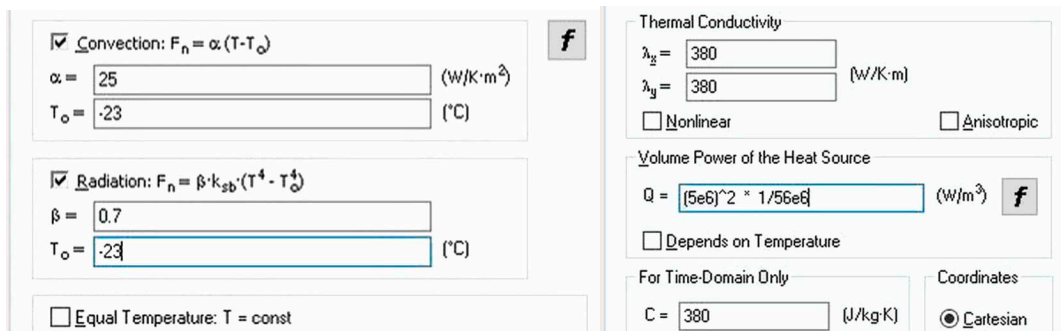 Convection: Fn = α (T-To)
f
α = 25 (W/K·m²)
To = -23 (°C)
Radiation: Fn = β·ksb·(T⁴ - To⁴)
β = 0.7
To = -23 (°C)
Equal Temperature: T = const
Thermal Conductivity
λx = 380
(W/K·m)
λy = 380
Nonlinear Anisotropic
Volume Power of the Heat Source
Q = (5e6)^2 * 1/56e6 (W/m³) f
Depends on Temperature
For Time-Domain Only Coordinates
C = 380 (J/kg·K) Cartesian